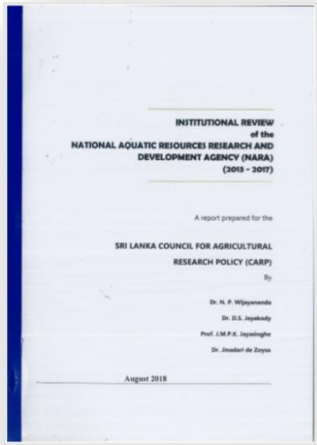 INSTITUTIONAL REVIEW
of the
NATIONAL AQUATIC RESOURCES RESEARCH AND
DEVELOPMENT AGENCY (NARA)
(2013 - 2017)
A report prepared for the
SRI LANKA COUNCIL FOR AGRICULTURAL
RESEARCH POLICY (CARP)
By
Dr. N. P. Wijayananda
Dr. D.S. Jayakody
Prof. J.M.P.K. Jayasinghe
Dr. Jinadari de Zoysa
August 2018